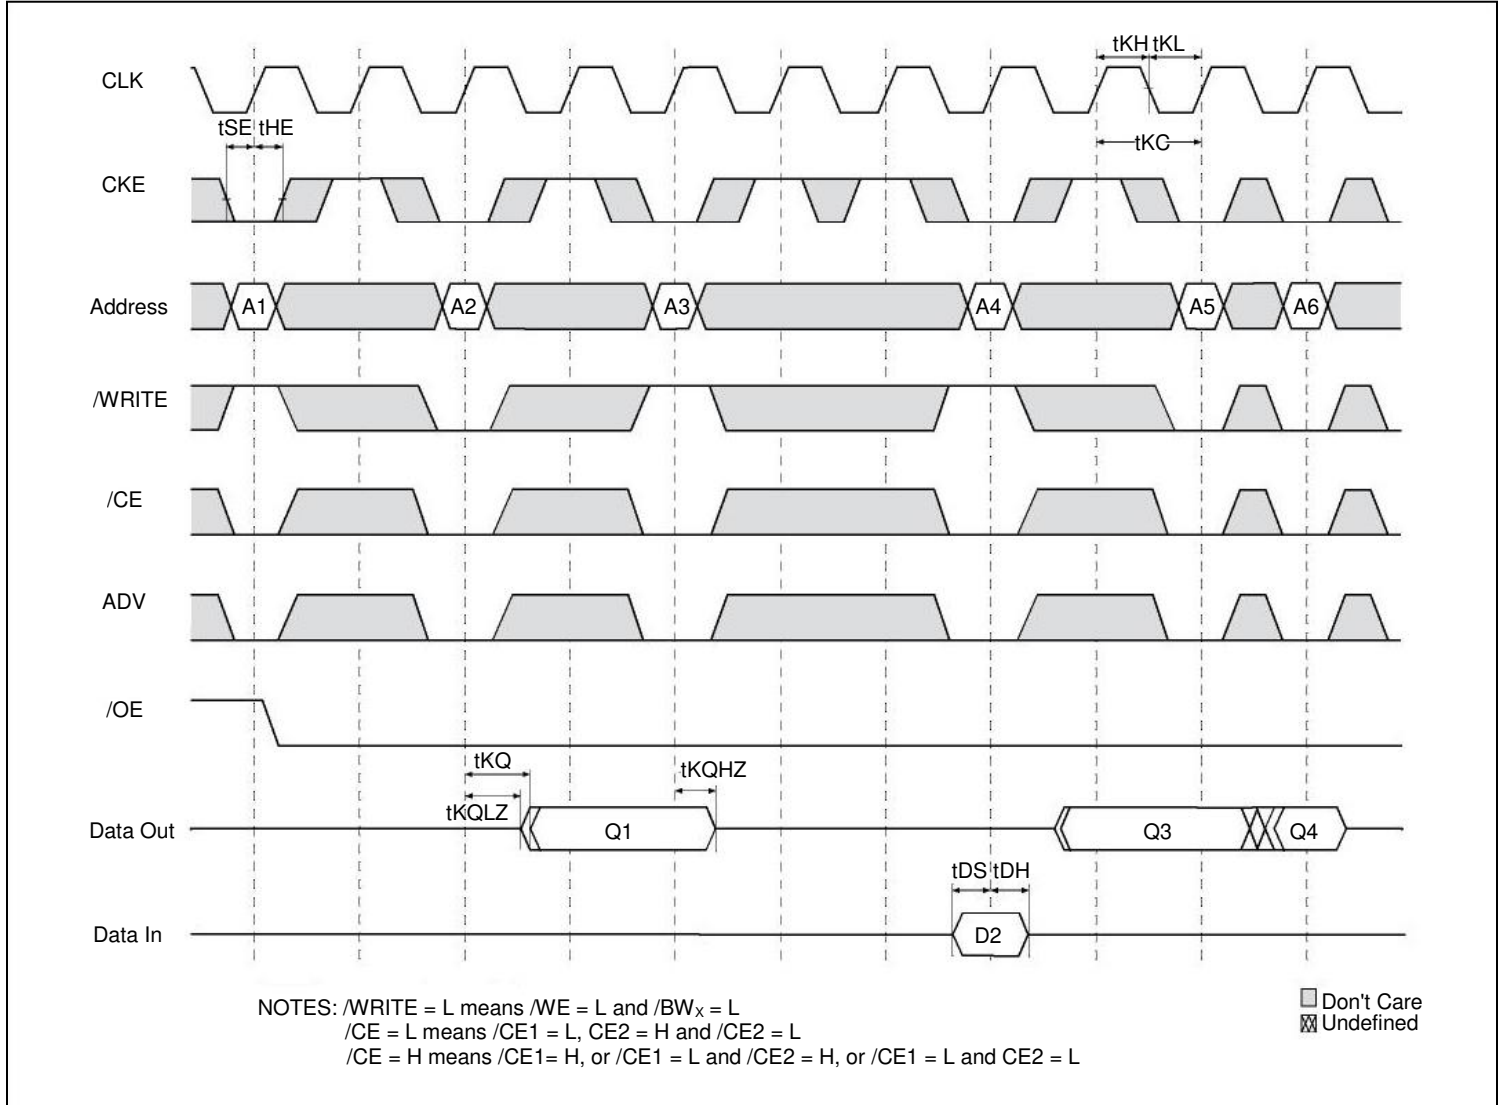 tKH tKL
CLK
tSE tHE
tKC
CKE
Address A1 A2 A3 A4 A5 A6
/WRITE
/CE
ADV
/OE
tKQ
tKQHZ
tKQLZ
Data Out Q1 Q3 Q4
tDS tDH
Data In D2
NOTES: /WRITE = L means /WE = L and /BWx = L
/CE = L means /CE1 = L, CE2 = H and /CE2 = L
/CE = H means /CE1= H, or /CE1 = L and /CE2 = H, or /CE1 = L and CE2 = L
Don't Care
Undefined